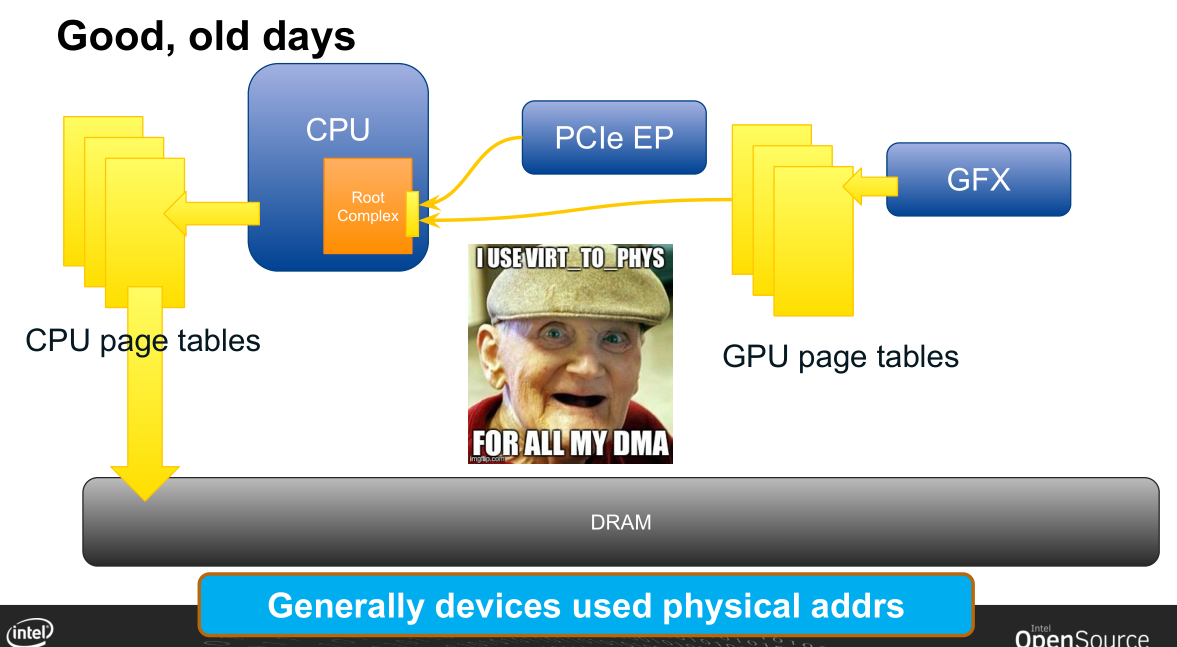 Good, old days
CPU
PCIe EP
GFX
Root
Complex
I USE VIRT_TO_PHYS
FOR ALL MY DMA
imgflip.com
CPU page tables
GPU page tables
DRAM
Generally devices used physical addrs
intel
Intel
OpenSource